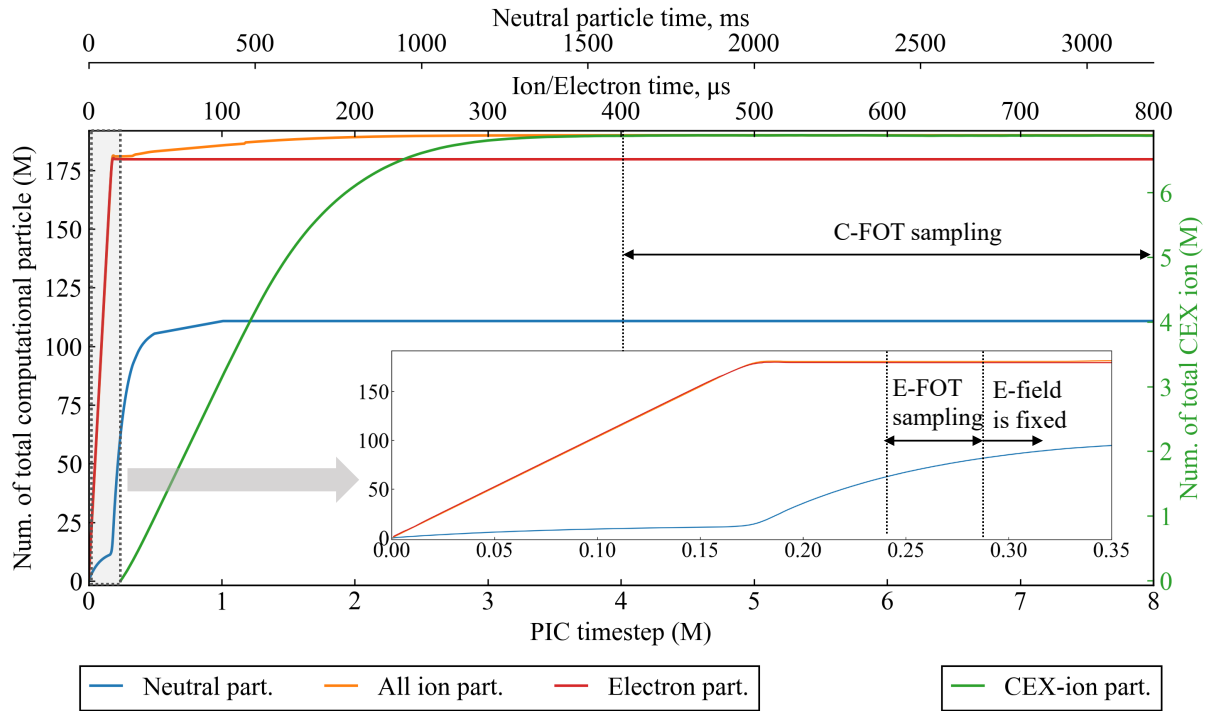 Neutral particle time, ms
0 500 1000 1500 2000 2500 3000
Ion/Electron time, μs
0 100 200 300 400 500 600 700 800
Num. of total computational particle (M)
175
150
125
100
75
50
25
0
Num. of total CEX ion (M)
6
5
4
3
2
1
0
C-FOT sampling
150
100
50
0
E-FOT
sampling
E-field
is fixed
0.00 0.05 0.10 0.15 0.20 0.25 0.30 0.35
0 1 2 3 4 5 6 7 8
PIC timestep (M)
Neutral part. All ion part. Electron part. CEX-ion part.